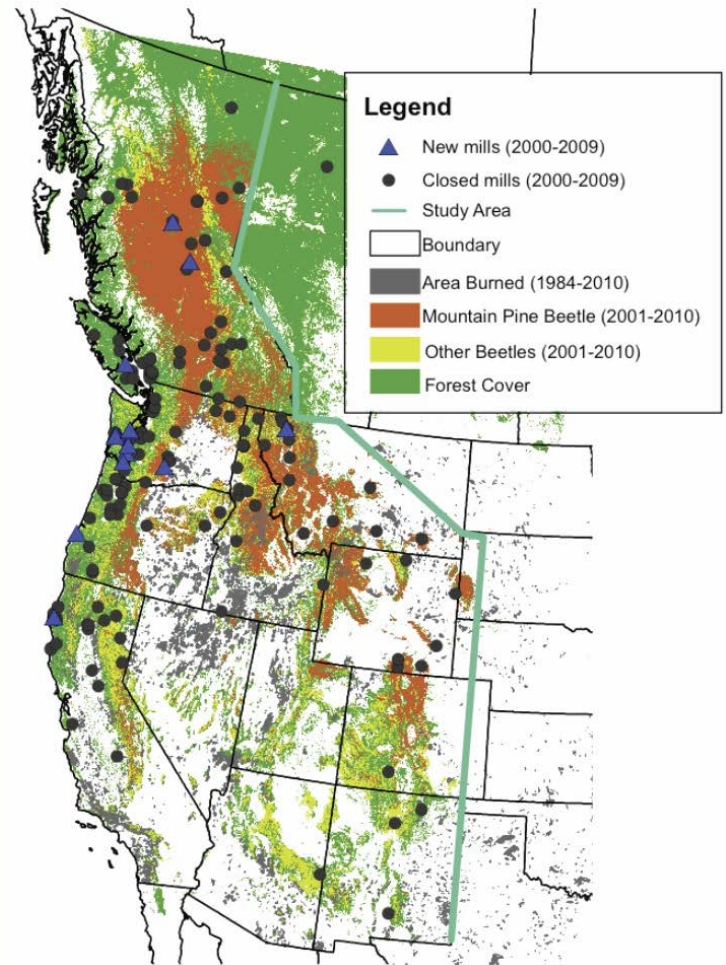 Legend
New mills (2000-2009)
Closed mills (2000-2009)
Study Area
Boundary
Area Burned (1984-2010)
Mountain Pine Beetle (2001-2010)
Other Beetles (2001-2010)
Forest Cover